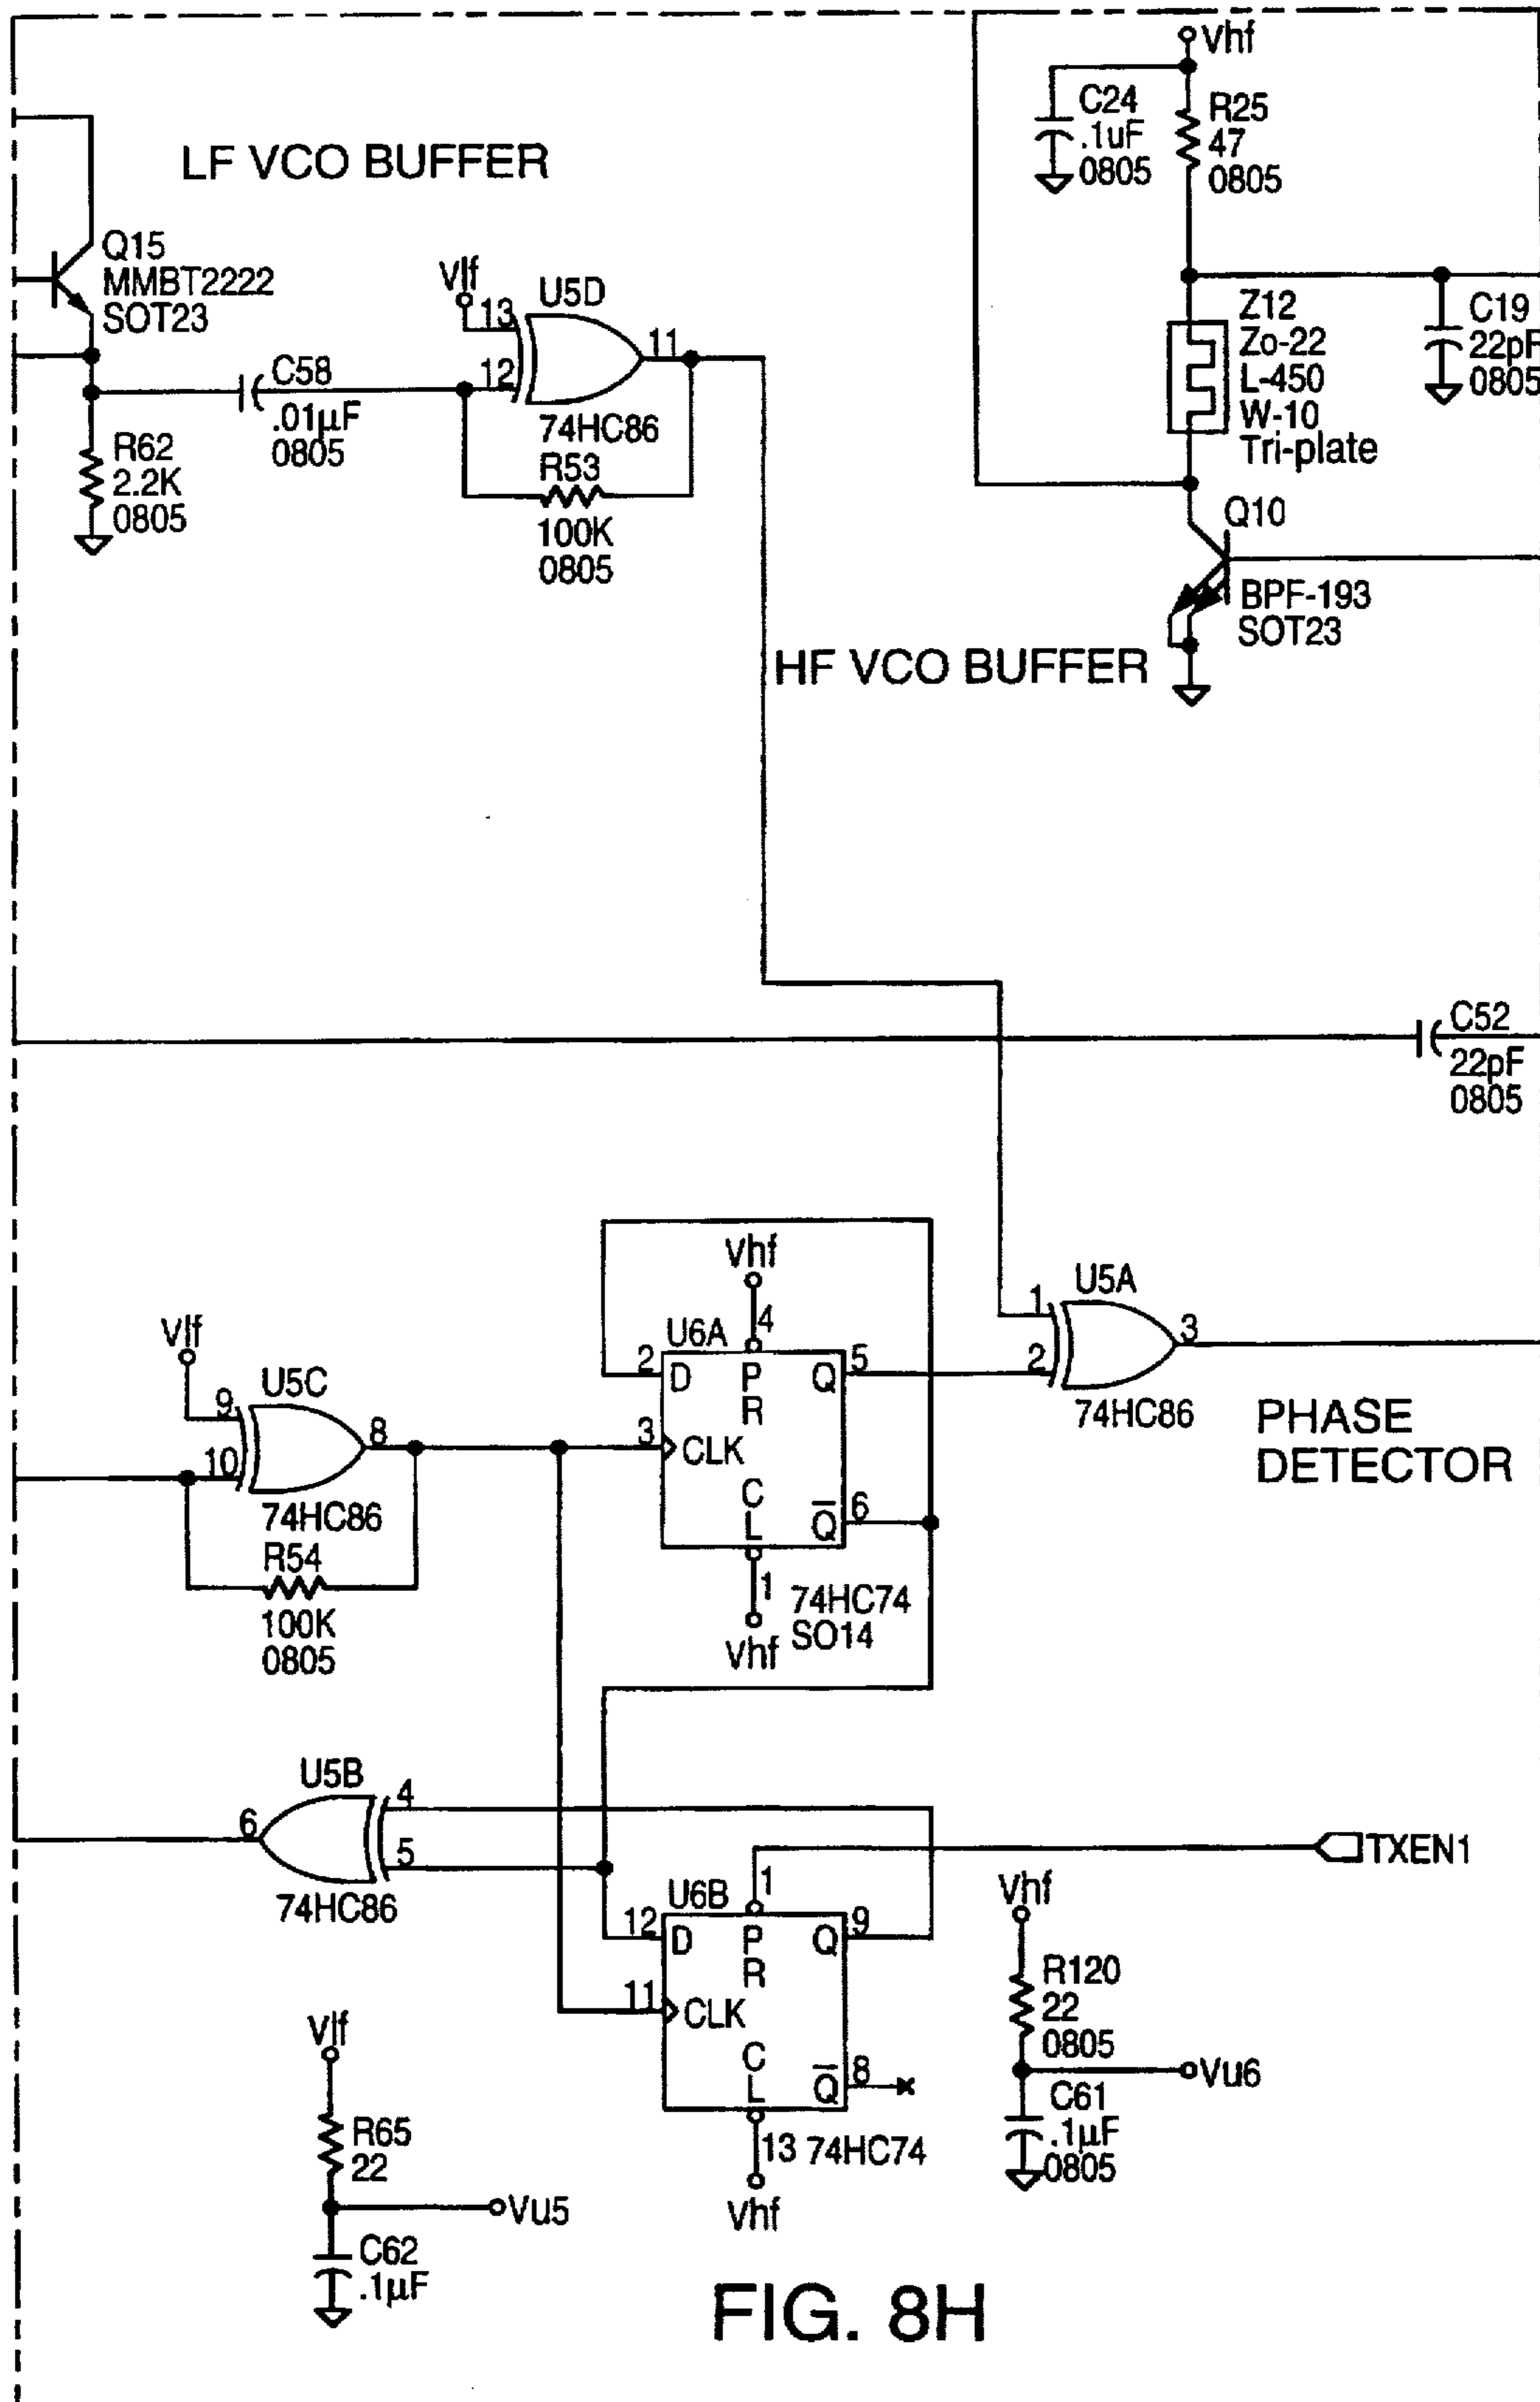 Vhf
C24
.1uF
0805
R25
47
0805
LF VCO BUFFER
Q15
MMBT2222
SOT23
Vlf
13
U5D
12
11
74HC86
C58
.01µF
0805
R53
100K
0805
R62
2.2K
0805
Z12
Zo-22
L-450
W-10
Tri-plate
C19
22pF
0805
Q10
BPF-193
SOT23
HF VCO BUFFER
C52
22pF
0805
Vhf
4
U6A
2
D
P
R
Q
5
3
CLK
C
L
Q̅
6
1
Vhf
74HC74
SO14
U5A
1
2
3
74HC86
PHASE
DETECTOR
Vlf
9
U5C
10
8
74HC86
R54
100K
0805
U5B
6
4
5
74HC86
TXEN1
1
U6B
12
D
P
R
Q
9
11
CLK
C
L
Q̅
8
13
74HC74
Vhf
Vhf
R120
22
0805
Vu6
C61
.1µF
0805
Vlf
R65
22
Vu5
C62
.1µF
FIG. 8H